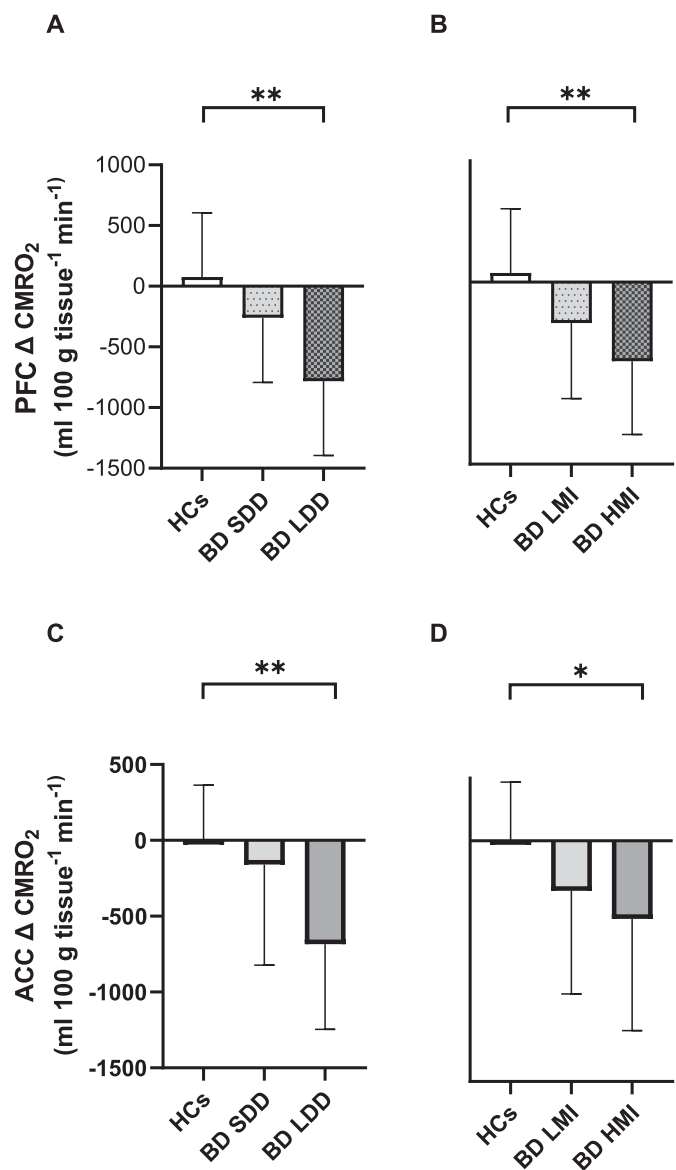 A
B
**
**
1000
500
0
-500
-1000
-1500
PFC Δ CMRO₂
(ml 100 g tissue⁻¹ min⁻¹)
HCs
BD SDD
BD LDD
HCs
BD LMI
BD HMI
C
D
**
*
500
0
-500
-1000
-1500
ACC Δ CMRO₂
(ml 100 g tissue⁻¹ min⁻¹)
HCs
BD SDD
BD LDD
HCs
BD LMI
BD HMI